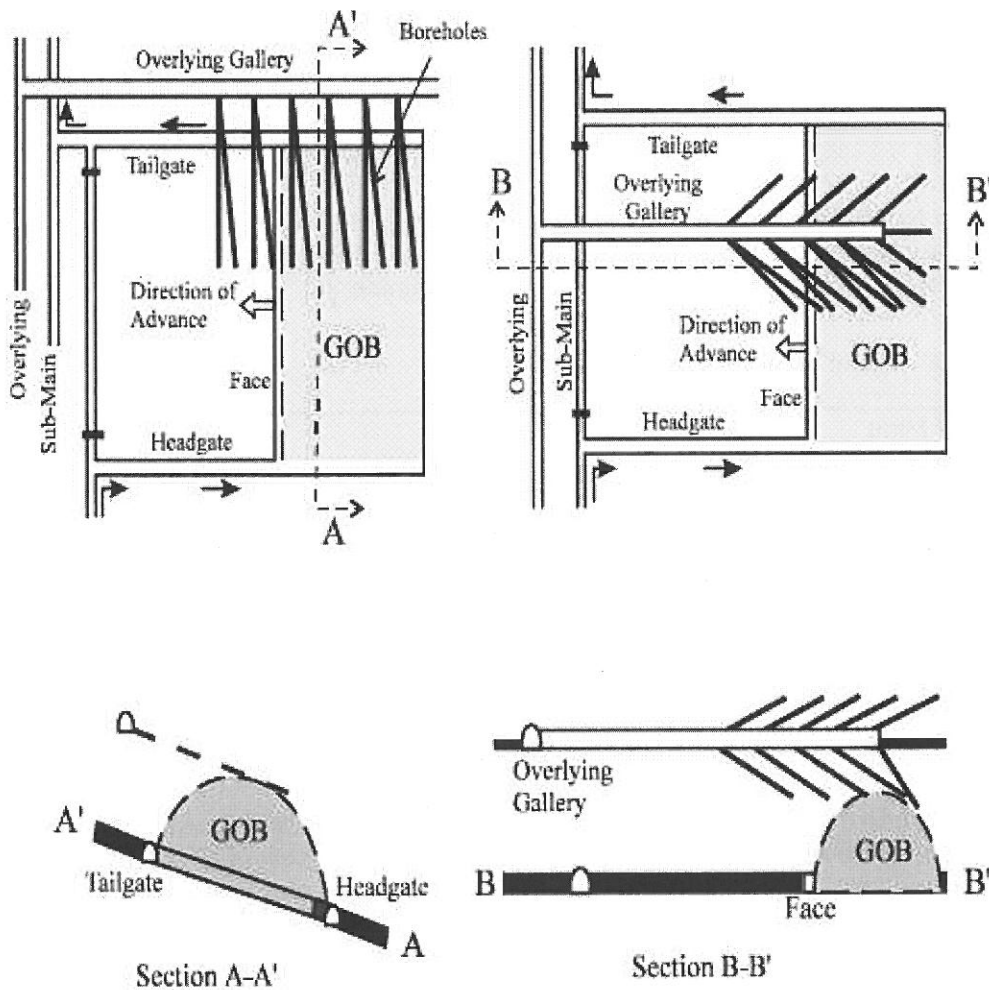 A'
Boreholes
Overlying Gallery
Tailgate
Direction of
Advance
GOB
Face
Headgate
Overlying
Sub-Main
A
Tailgate
Overlying
Gallery
B
B'
Direction of
Advance
GOB
Face
Headgate
Overlying
Sub-Main
A'
GOB
Tailgate
Headgate
A
Section A-A'
Overlying
Gallery
GOB
B
B'
Face
Section B-B'